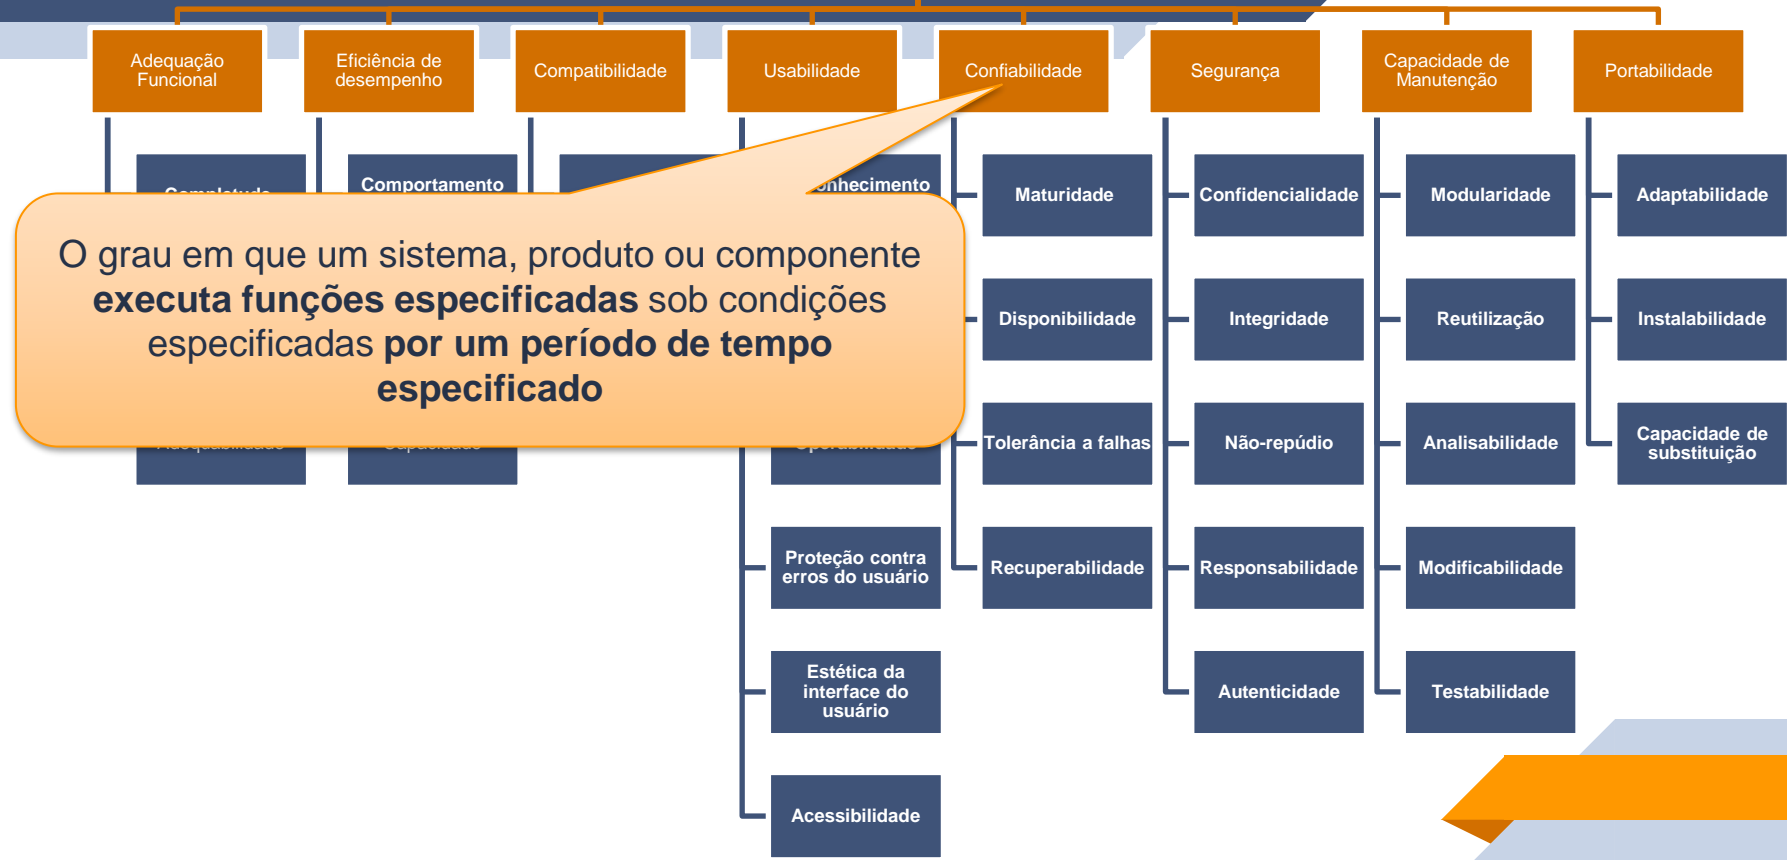 Adequação
Funcional
Eficiência de
desempenho
Compatibilidade
Usabilidade
Confiabilidade
Segurança
Capacidade de
Manutenção
Portabilidade
Comportamento
Maturidade
Confidencialidade
Modularidade
Adaptabilidade
O grau em que um sistema, produto ou componente
executa funções especificadas sob condições
especificadas por um período de tempo
especificado
Disponibilidade
Integridade
Reutilização
Instalabilidade
Adequabilidade
Capacidade
Operabilidade
Tolerância a falhas
Não-repúdio
Analisabilidade
Capacidade de
substituição
Proteção contra
erros do usuário
Recuperabilidade
Responsabilidade
Modificabilidade
Estética da
interface do
usuário
Autenticidade
Testabilidade
Acessibilidade